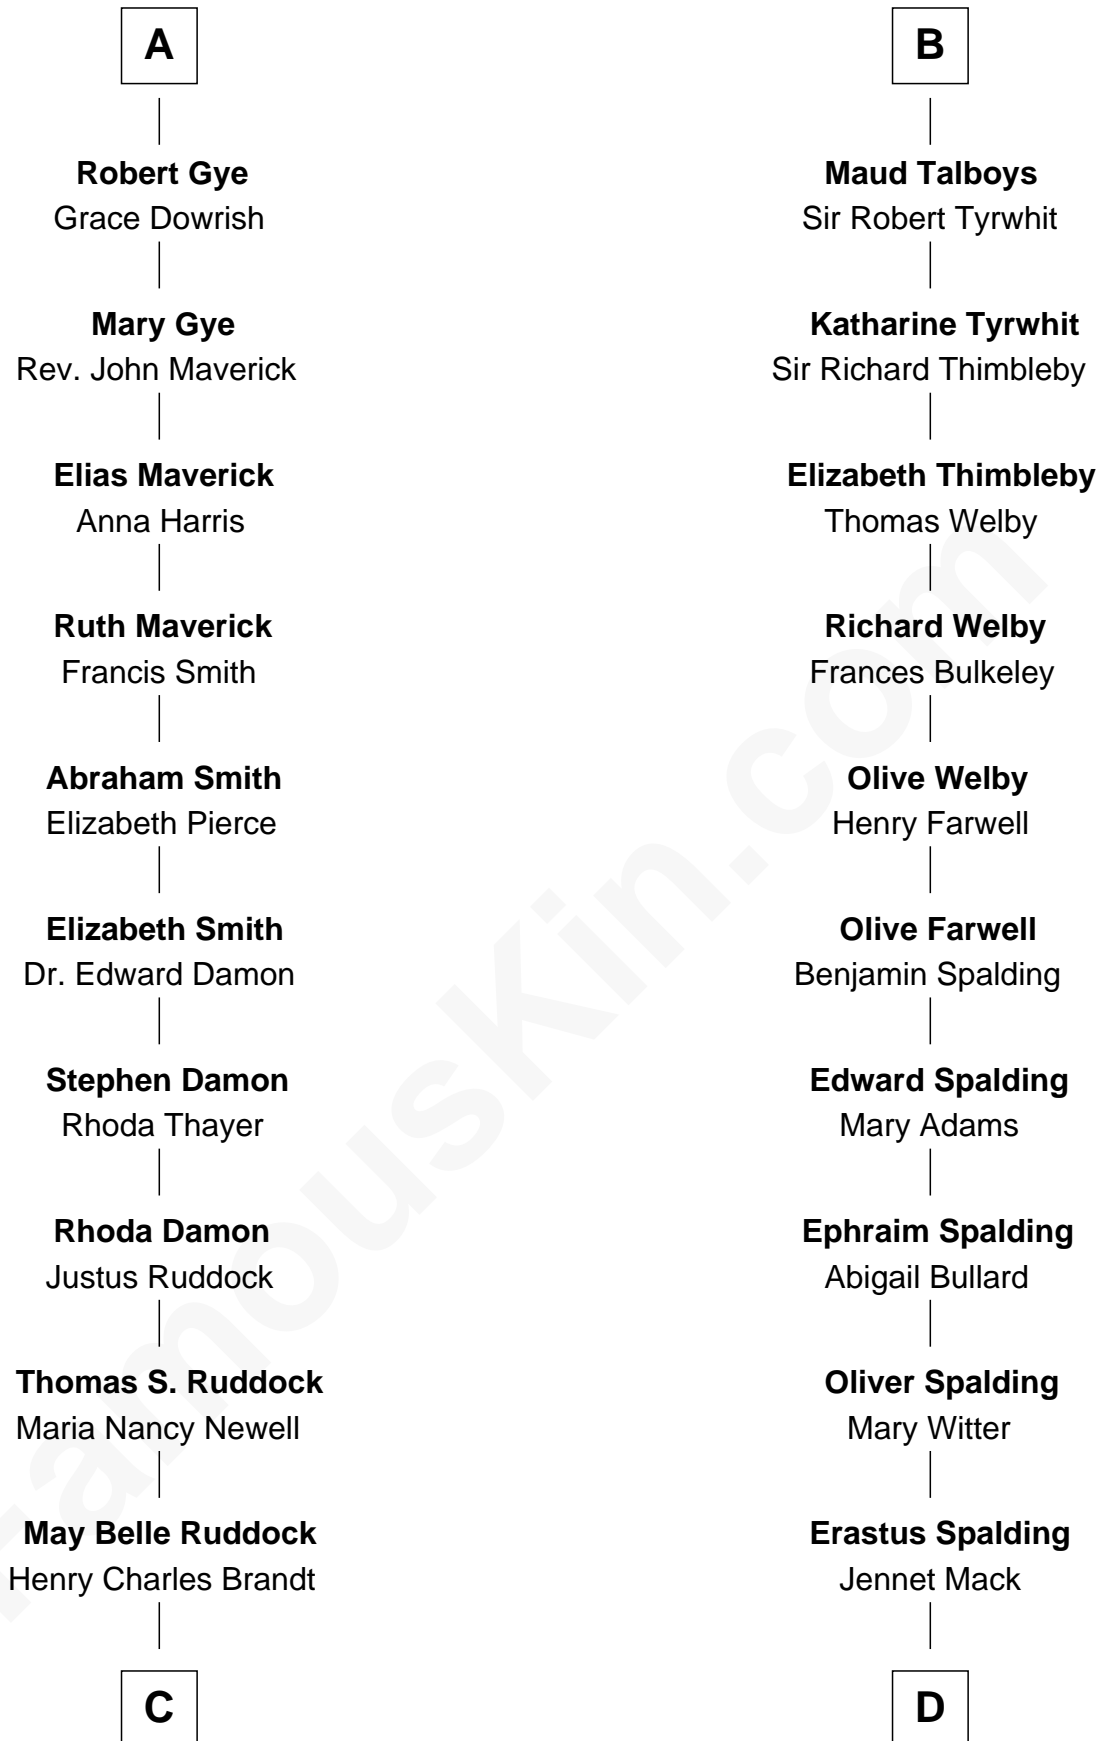 A
Robert Gye
Grace Dowrish
Mary Gye
Rev. John Maverick
Elias Maverick
Anna Harris
Ruth Maverick
Francis Smith
Abraham Smith
Elizabeth Pierce
Elizabeth Smith
Dr. Edward Damon
Stephen Damon
Rhoda Thayer
Rhoda Damon
Justus Ruddock
Thomas S. Ruddock
Maria Nancy Newell
May Belle Ruddock
Henry Charles Brandt
C
B
Maud Talboys
Sir Robert Tyrwhit
Katharine Tyrwhit
Sir Richard Thimbleby
Elizabeth Thimbleby
Thomas Welby
Richard Welby
Frances Bulkeley
Olive Welby
Henry Farwell
Olive Farwell
Benjamin Spalding
Edward Spalding
Mary Adams
Ephraim Spalding
Abigail Bullard
Oliver Spalding
Mary Witter
Erastus Spalding
Jennet Mack
D
FamousKin.com